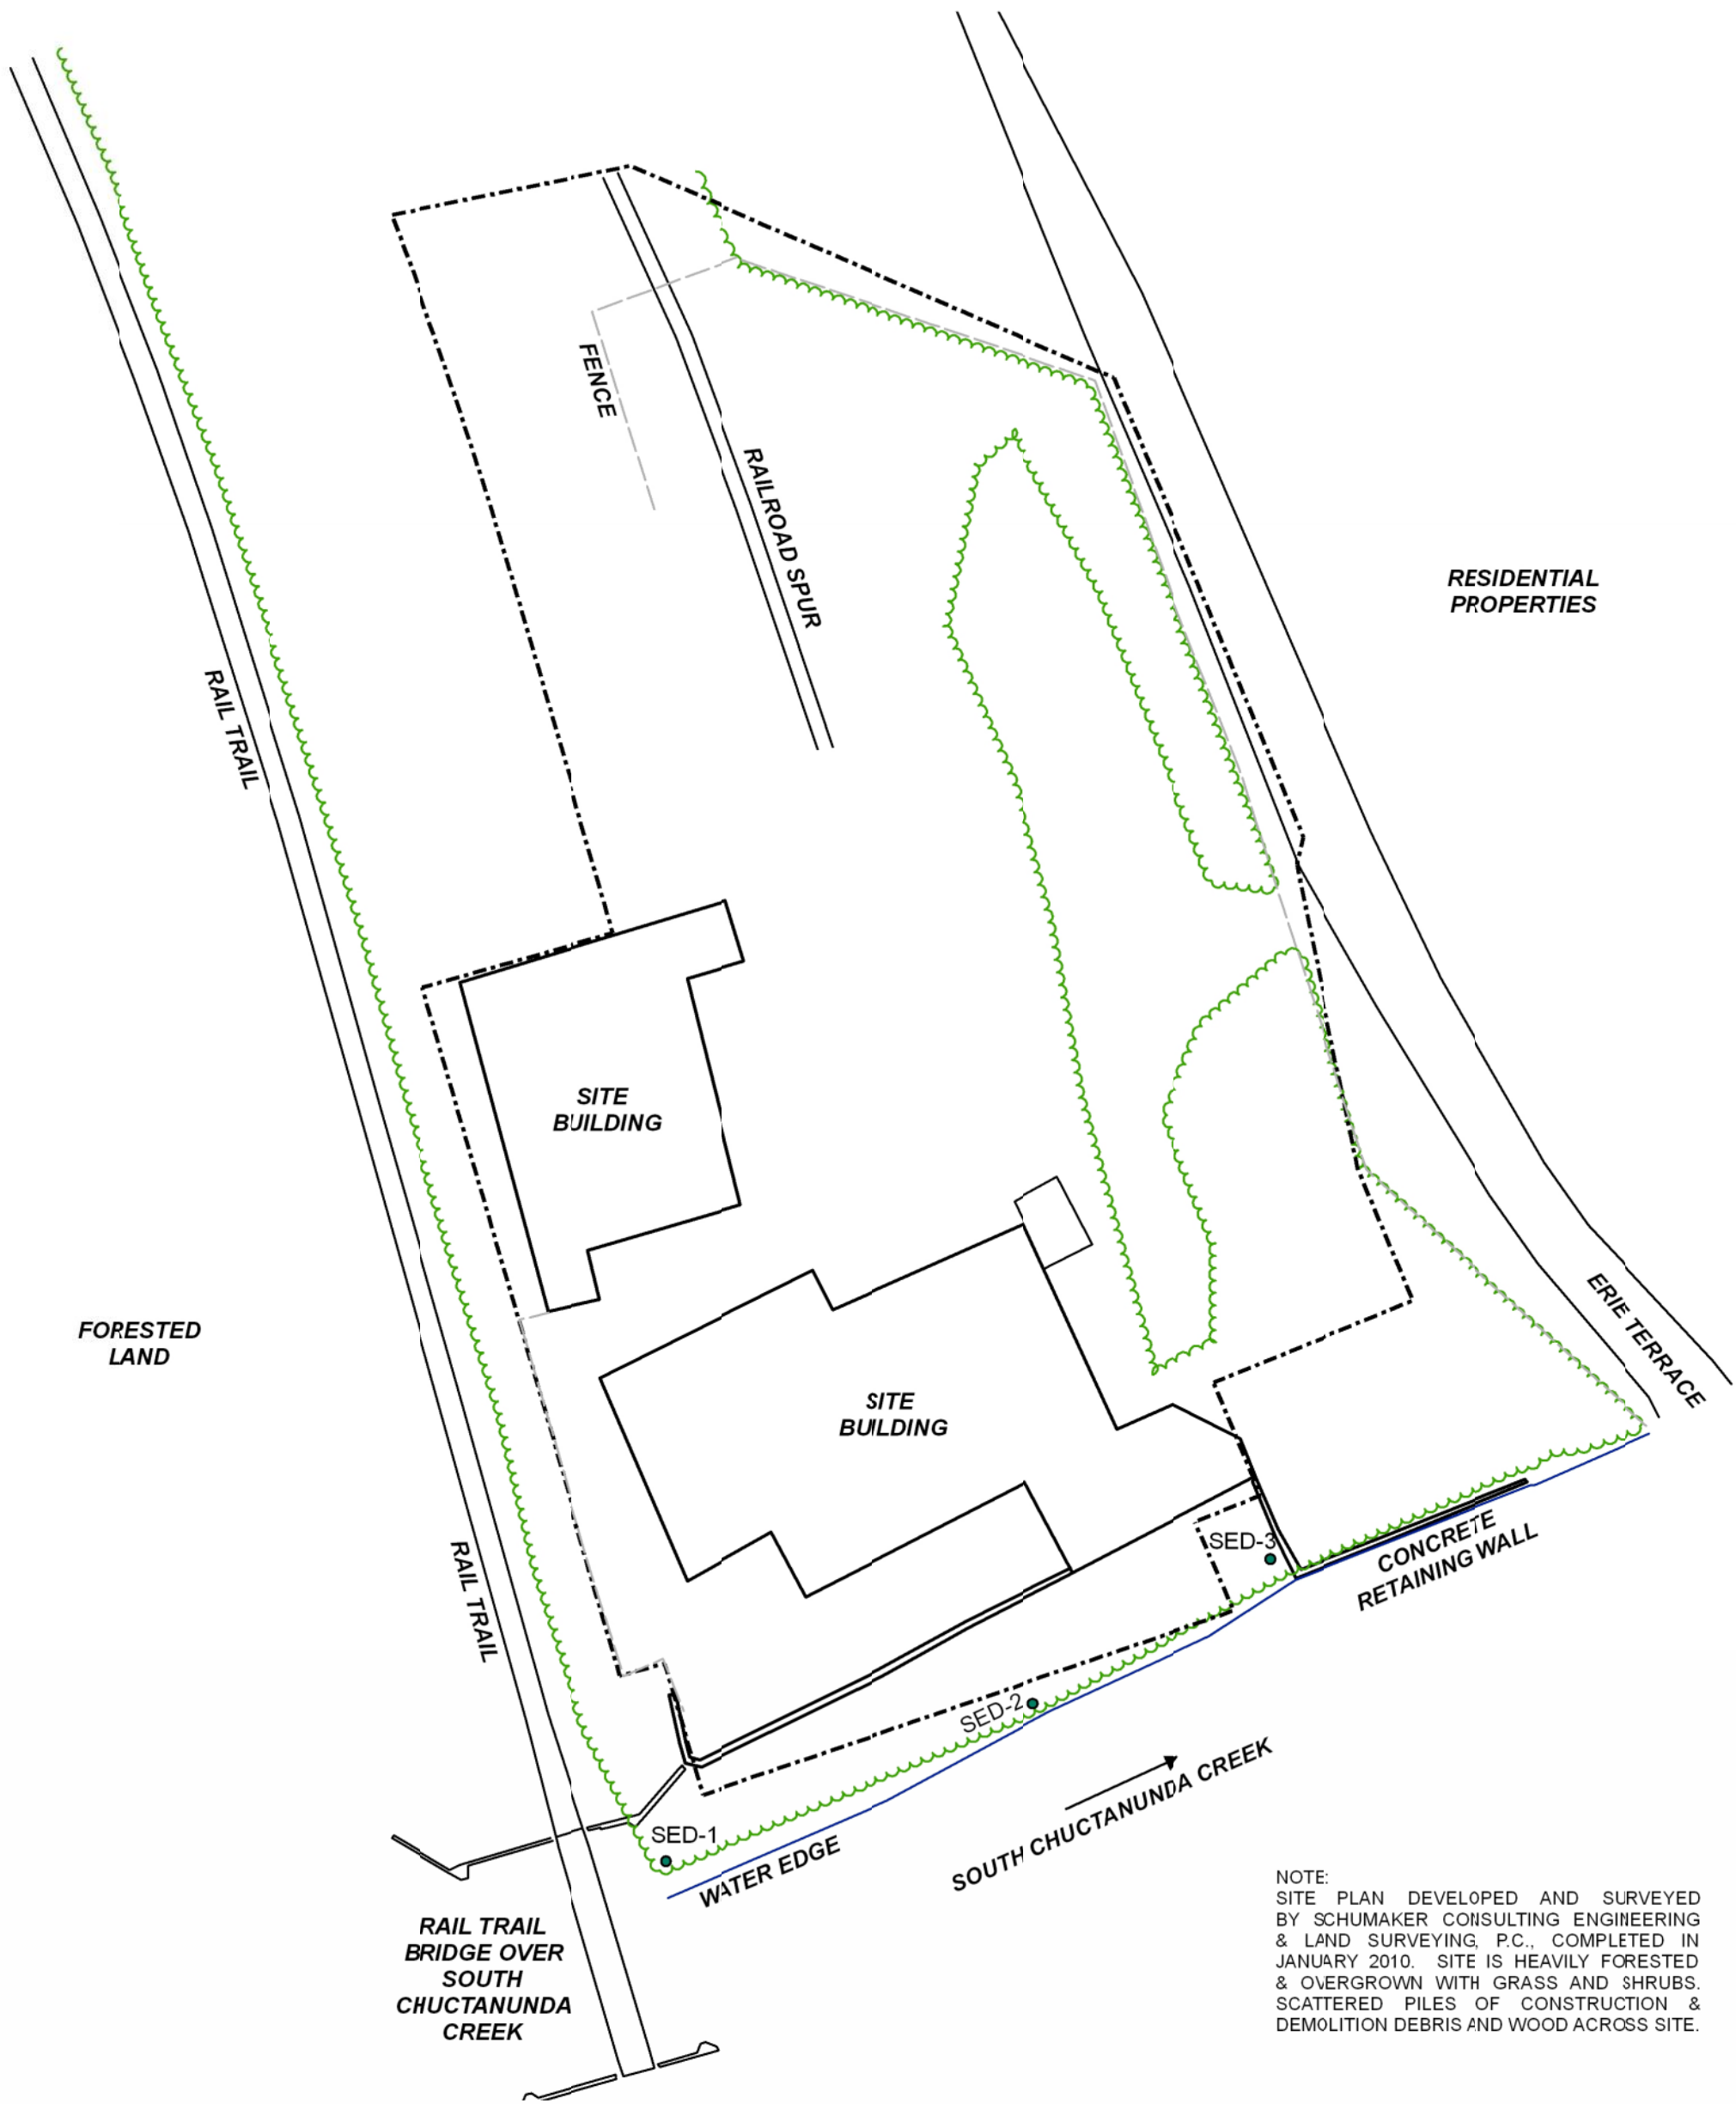 FENCE
RAILROAD SPUR
RESIDENTIAL
PROPERTIES
RAIL TRAIL
SITE
BUILDING
FORESTED
LAND
ERIE TERRACE
SITE
BUILDING
RAIL TRAIL
SED-3
CONCRETE
RETAINING WALL
SED-2
SED-1
WATER EDGE
SOUTH CHUCTANUNDA CREEK
RAIL TRAIL
BRIDGE OVER
SOUTH
CHUCTANUNDA
CREEK
NOTE:
SITE PLAN DEVELOPED AND SURVEYED
BY SCHUMAKER CONSULTING ENGINEERING
& LAND SURVEYING, P.C., COMPLETED IN
JANUARY 2010. SITE IS HEAVILY FORESTED
& OVERGROWN WITH GRASS AND SHRUBS.
SCATTERED PILES OF CONSTRUCTION &
DEMOLITION DEBRIS AND WOOD ACROSS SITE.